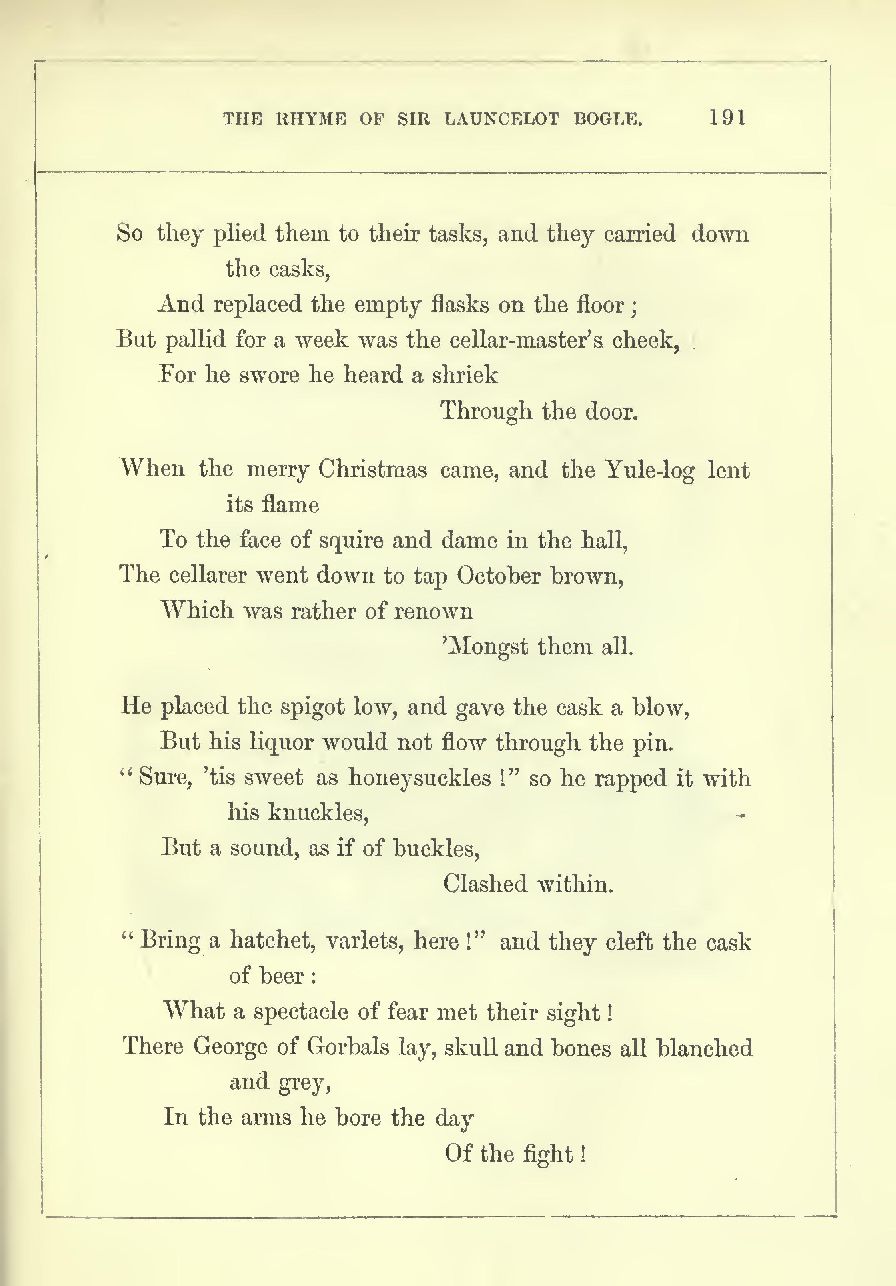 THE RHYME OF SIR LAUNCELOT BOGLE. 191
So they plied them to their tasks, and they carried down
the casks,
And replaced the empty flasks on the floor;
But pallid for a week was the cellar-master's cheek,
For he swore he heard a shriek
Through the door.
When the merry Christmas came, and the Yule-log lent
its flame
To the face of squire and dame in the hall,
The cellarer went down to tap October brown,
Which was rather of renown
'Mongst them all.
He placed the spigot low, and gave the cask a blow,
But his liquor would not flow through the pin.
"Sure, 'tis sweet as honeysuckles!" so he rapped it with
his knuckles,
But a sound, as if of buckles,
Clashed within.
"Bring a hatchet, varlets, here!" and they cleft the cask
of beer:
What a spectacle of fear met their sight!
There George of Gorbals lay, skull and bones all blanched
and grey,
In the arms he bore the day
Of the fight!